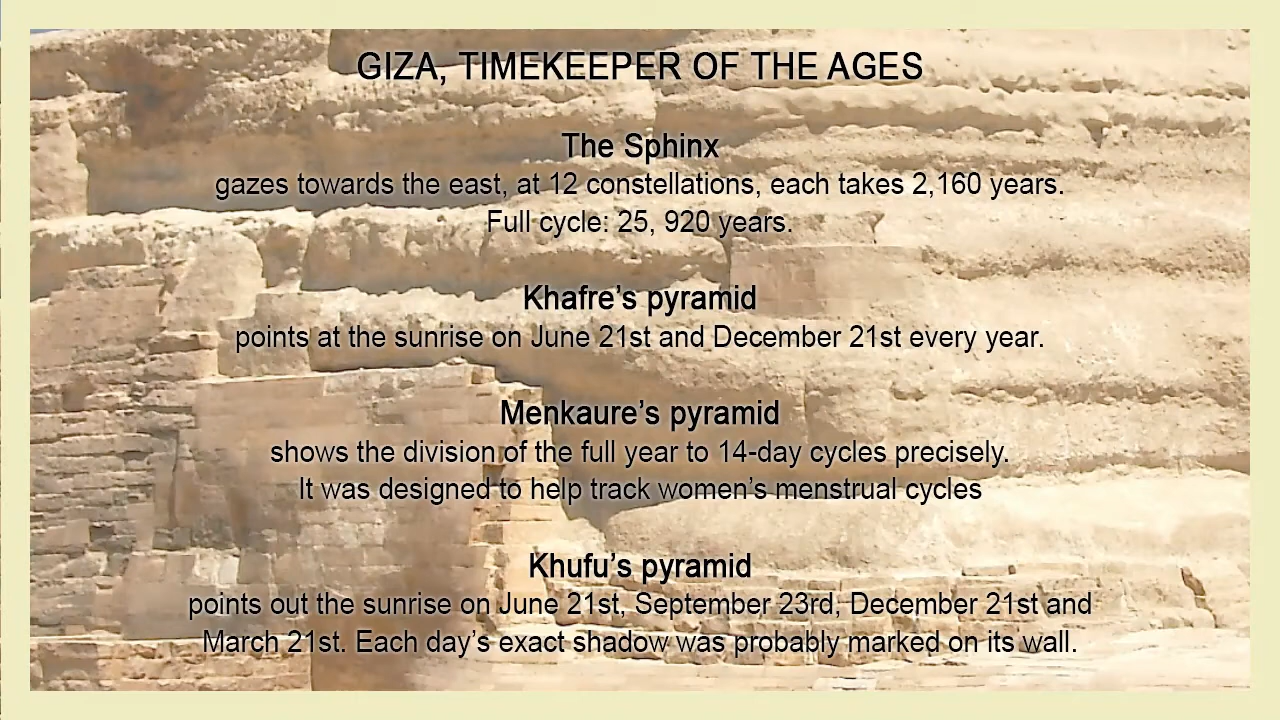 GIZA, TIMEKEEPER OF THE AGES
The Sphinx
gazes towards the east, at 12 constellations, each takes 2,160 years.
Full cycle: 25, 920 years.
Khafre’s pyramid
points at the sunrise on June 21st and December 21st every year.
Menkaure’s pyramid
shows the division of the full year to 14-day cycles precisely.
It was designed to help track women’s menstrual cycles
Khufu’s pyramid
points out the sunrise on June 21st, September 23rd, December 21st and
March 21st. Each day’s exact shadow was probably marked on its wall.